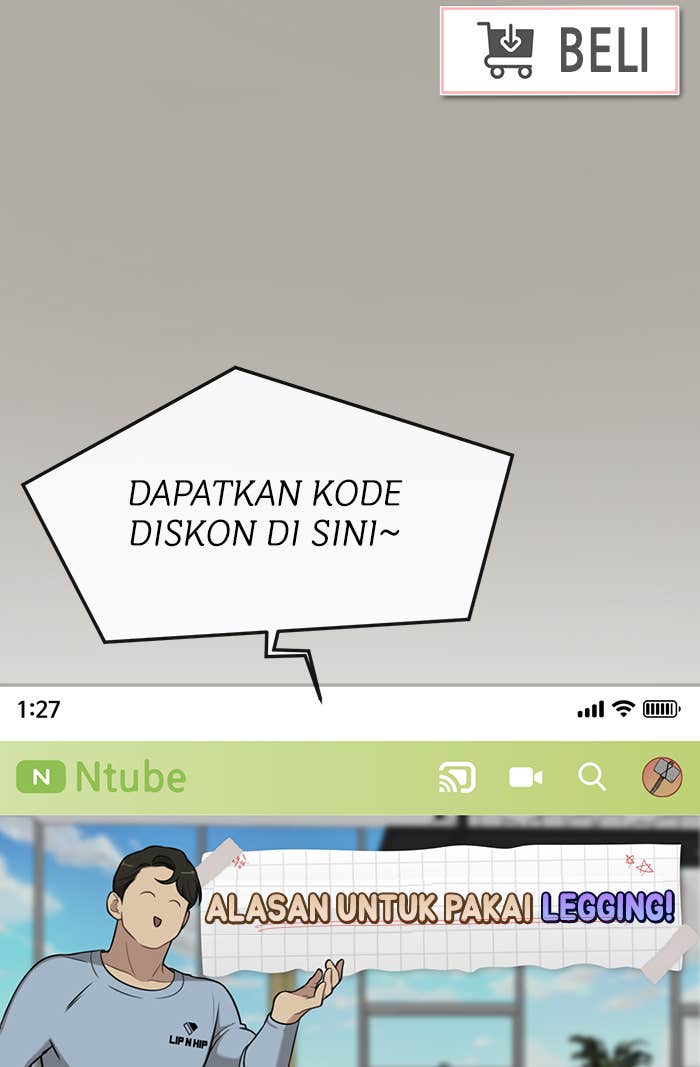 BELI
DAPATKAN KODE
DISKON DI SINI~
1:27
N Ntube
ALASAN UNTUK PAKAI LEGGING!
LIP N HIP